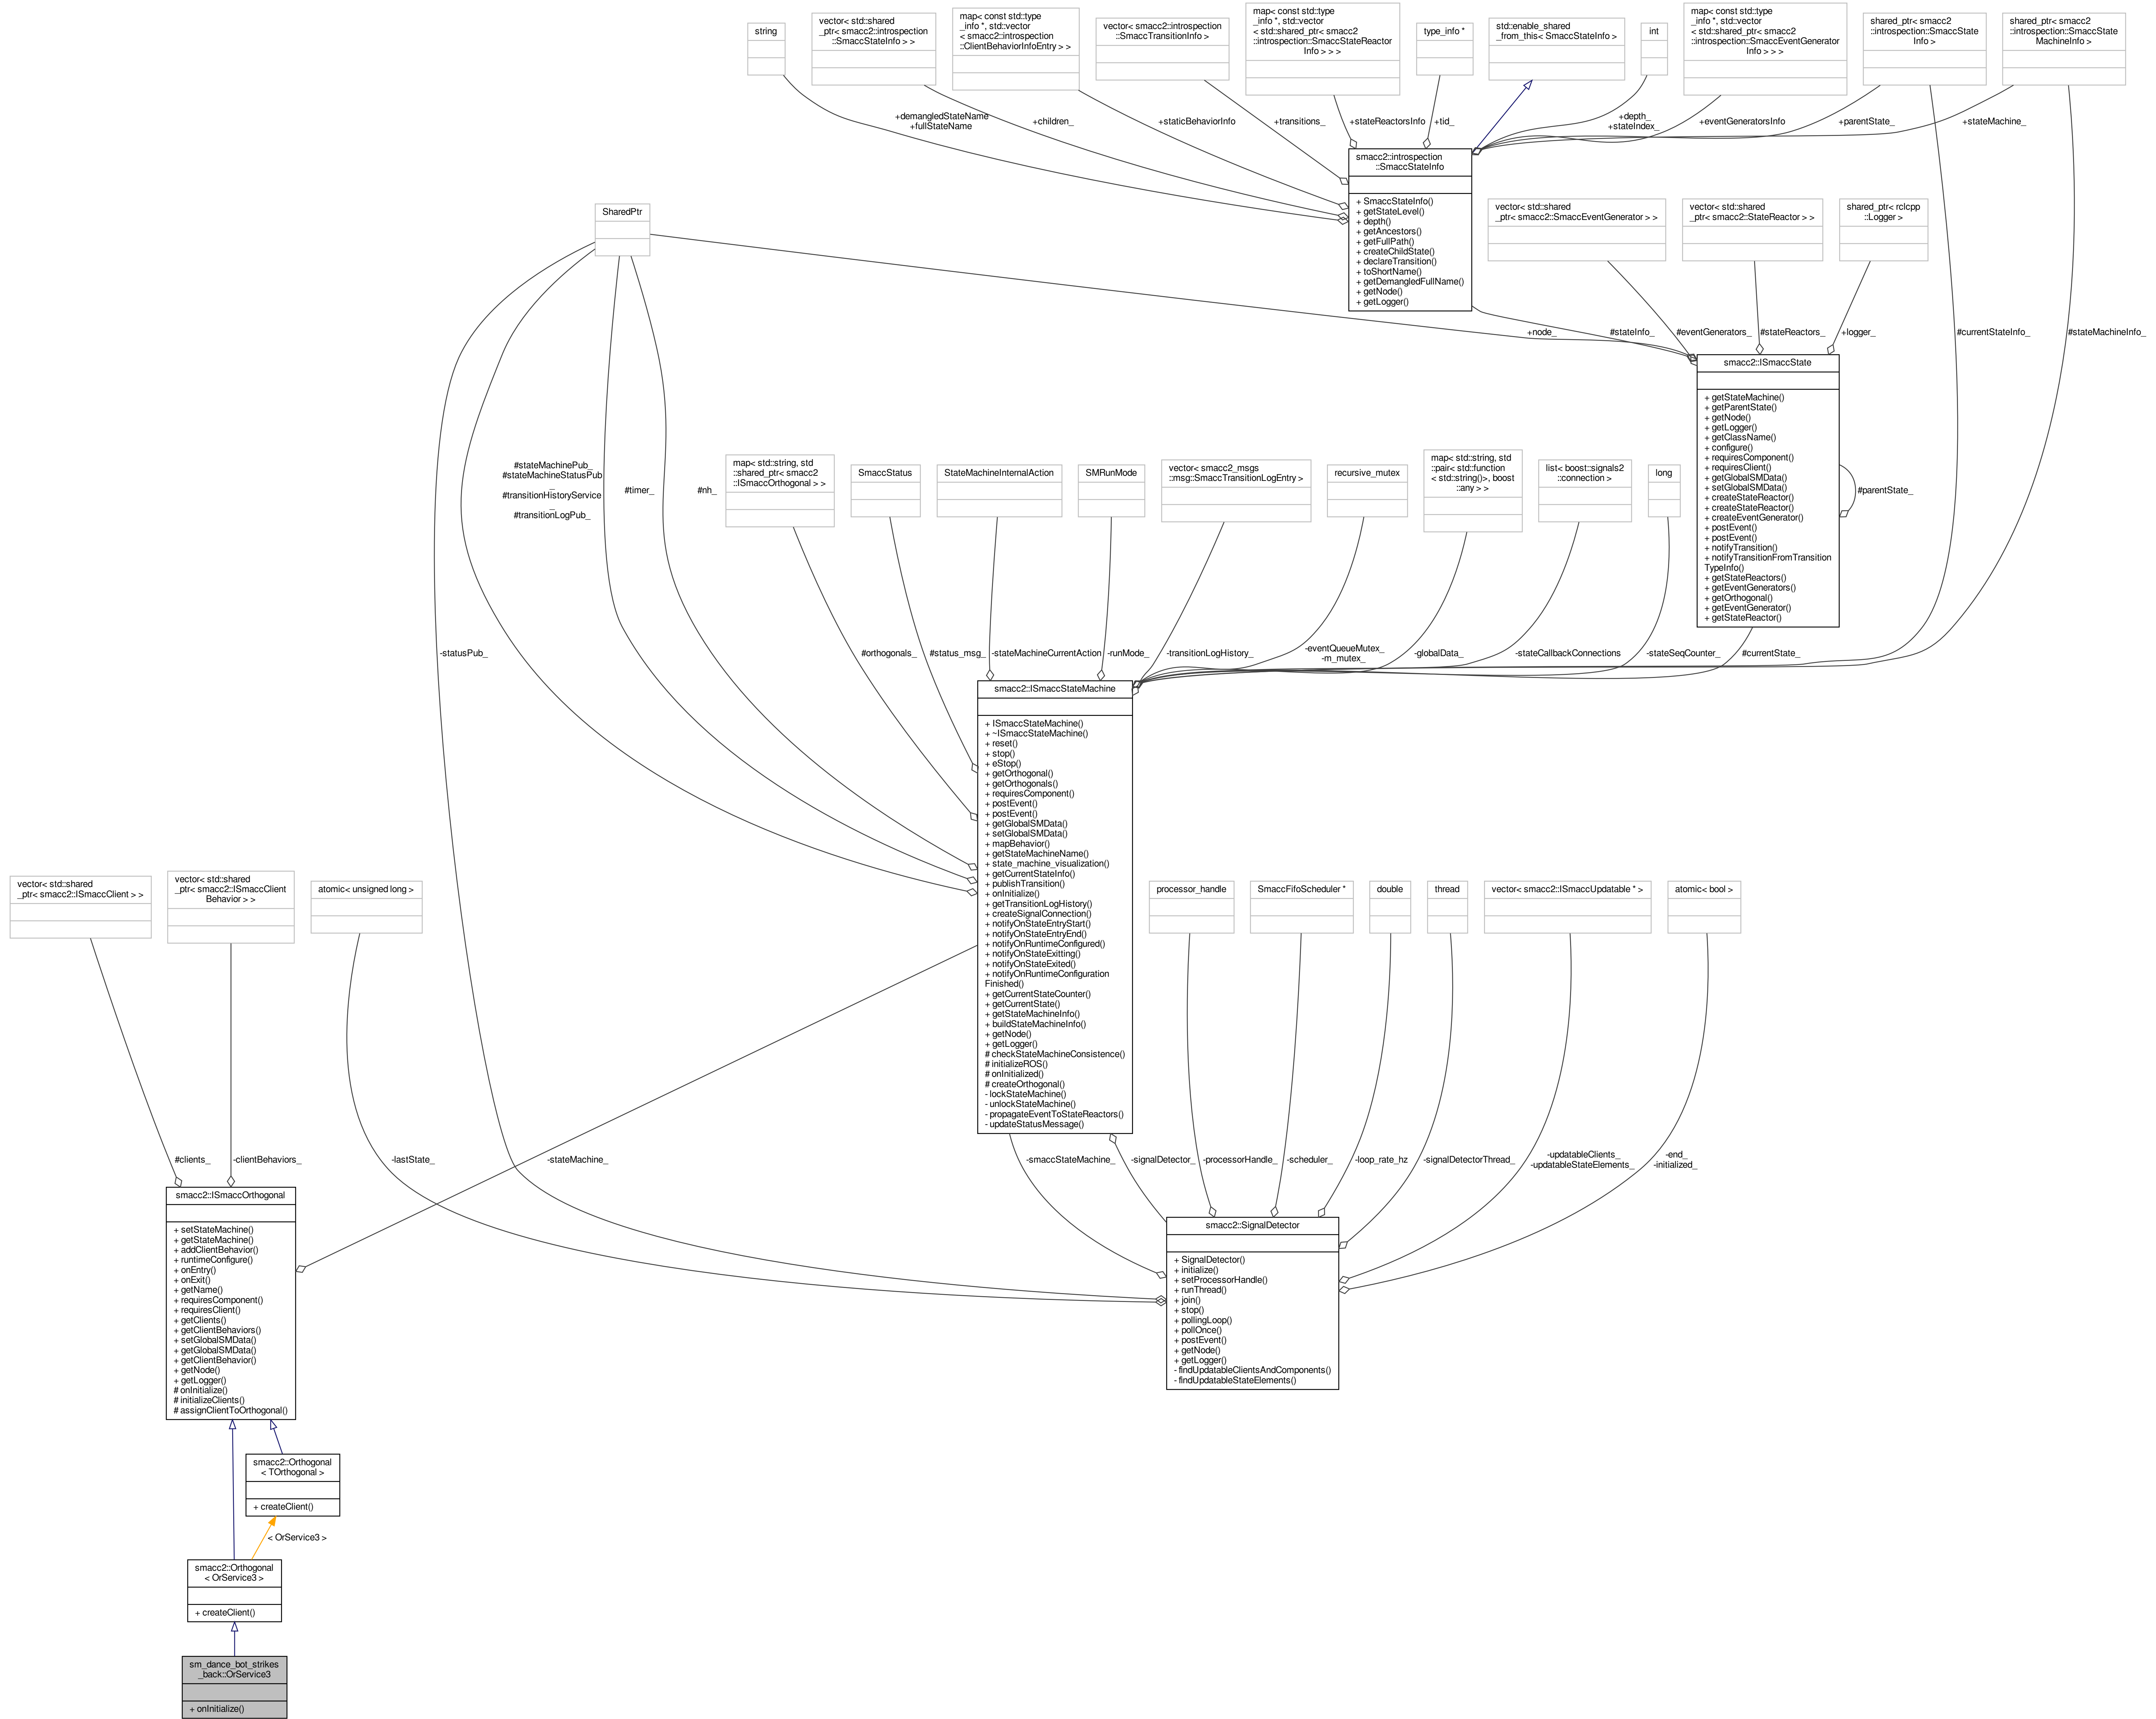 string
vector< std::shared
_ptr< smacc2::introspection
::SmaccStateInfo > >
map< const std::type
_info *, std::vector
< smacc2::introspection
::ClientBehaviorInfoEntry > >
vector< smacc2::introspection
::SmaccTransitionInfo >
map< const std::type
_info *, std::vector
< std::shared_ptr< smacc2
::introspection::SmaccStateReactor
Info > > >
type_info *
std::enable_shared
_from_this< SmaccStateInfo >
int
map< const std::type
_info *, std::vector
< std::shared_ptr< smacc2
::introspection::SmaccEventGenerator
Info > > >
shared_ptr< smacc2
::introspection::SmaccState
Info >
shared_ptr< smacc2
::introspection::SmaccState
MachineInfo >
+demangledStateName
+fullStateName
+children_
+staticBehaviorInfo
+transitions_
+stateReactorsInfo
+tid_
+depth_
+stateIndex_
+eventGeneratorsInfo
+parentState_
+stateMachine_
smacc2::introspection
::SmaccStateInfo
+ SmaccStateInfo()
+ getStateLevel()
+ depth()
+ getAncestors()
+ getFullPath()
+ createChildState()
+ declareTransition()
+ toShortName()
+ getDemangledFullName()
+ getNode()
+ getLogger()
SharedPtr
vector< std::shared
_ptr< smacc2::SmaccEventGenerator > >
vector< std::shared
_ptr< smacc2::StateReactor > >
shared_ptr< rclcpp
::Logger >
+node_
#stateInfo_
#eventGenerators_
#stateReactors_
+logger_
#currentStateInfo_
#stateMachineInfo_
smacc2::ISmaccState
+ getStateMachine()
+ getParentState()
+ getNode()
+ getLogger()
+ getClassName()
+ configure()
+ requiresComponent()
+ requiresClient()
+ getGlobalSMData()
+ setGlobalSMData()
+ createStateReactor()
+ createStateReactor()
+ createEventGenerator()
+ postEvent()
+ postEvent()
+ notifyTransition()
+ notifyTransitionFromTransition
TypeInfo()
+ getStateReactors()
+ getEventGenerators()
+ getOrthogonal()
+ getEventGenerator()
+ getStateReactor()
#parentState_
#stateMachinePub_
#stateMachineStatusPub
_
#transitionHistoryService
_
#transitionLogPub_
#timer_
#nh_
map< std::string, std
::shared_ptr< smacc2
::ISmaccOrthogonal > >
SmaccStatus
StateMachineInternalAction
SMRunMode
vector< smacc2_msgs
::msg::SmaccTransitionLogEntry >
recursive_mutex
map< std::string, std
::pair< std::function
< std::string()>, boost
::any > >
list< boost::signals2
::connection >
long
-statusPub_
#orthogonals_
#status_msg_
-stateMachineCurrentAction
-runMode_
-transitionLogHistory_
-eventQueueMutex_
-m_mutex_
-globalData_
-stateCallbackConnections
-stateSeqCounter_
#currentState_
smacc2::ISmaccStateMachine
+ ISmaccStateMachine()
+ ~ISmaccStateMachine()
+ reset()
+ stop()
+ eStop()
+ getOrthogonal()
+ getOrthogonals()
+ requiresComponent()
+ postEvent()
+ postEvent()
+ getGlobalSMData()
+ setGlobalSMData()
+ mapBehavior()
+ getStateMachineName()
+ state_machine_visualization()
+ getCurrentStateInfo()
+ publishTransition()
+ onInitialize()
+ getTransitionLogHistory()
+ createSignalConnection()
+ notifyOnStateEntryStart()
+ notifyOnStateEntryEnd()
+ notifyOnRuntimeConfigured()
+ notifyOnStateExitting()
+ notifyOnStateExited()
+ notifyOnRuntimeConfiguration
Finished()
+ getCurrentStateCounter()
+ getCurrentState()
+ getStateMachineInfo()
+ buildStateMachineInfo()
+ getNode()
+ getLogger()
# checkStateMachineConsistence()
# initializeROS()
# onInitialized()
# createOrthogonal()
- lockStateMachine()
- unlockStateMachine()
- propagateEventToStateReactors()
- updateStatusMessage()
vector< std::shared
_ptr< smacc2::ISmaccClient > >
vector< std::shared
_ptr< smacc2::ISmaccClient
Behavior > >
atomic< unsigned long >
processor_handle
SmaccFifoScheduler *
double
thread
vector< smacc2::ISmaccUpdatable * >
atomic< bool >
#clients_
-clientBehaviors_
-lastState_
-stateMachine_
-smaccStateMachine_
-signalDetector_
-processorHandle_
-scheduler_
-loop_rate_hz
-signalDetectorThread_
-updatableClients_
-updatableStateElements_
-end_
-initialized_
smacc2::ISmaccOrthogonal
+ setStateMachine()
+ getStateMachine()
+ addClientBehavior()
+ runtimeConfigure()
+ onEntry()
+ onExit()
+ getName()
+ requiresComponent()
+ requiresClient()
+ getClients()
+ getClientBehaviors()
+ setGlobalSMData()
+ getGlobalSMData()
+ getClientBehavior()
+ getNode()
+ getLogger()
# onInitialize()
# initializeClients()
# assignClientToOrthogonal()
smacc2::SignalDetector
+ SignalDetector()
+ initialize()
+ setProcessorHandle()
+ runThread()
+ join()
+ stop()
+ pollingLoop()
+ pollOnce()
+ postEvent()
+ getNode()
+ getLogger()
- findUpdatableClientsAndComponents()
- findUpdatableStateElements()
smacc2::Orthogonal
< TOrthogonal >
+ createClient()
< OrService3 >
smacc2::Orthogonal
< OrService3 >
+ createClient()
sm_dance_bot_strikes
_back::OrService3
+ onInitialize()